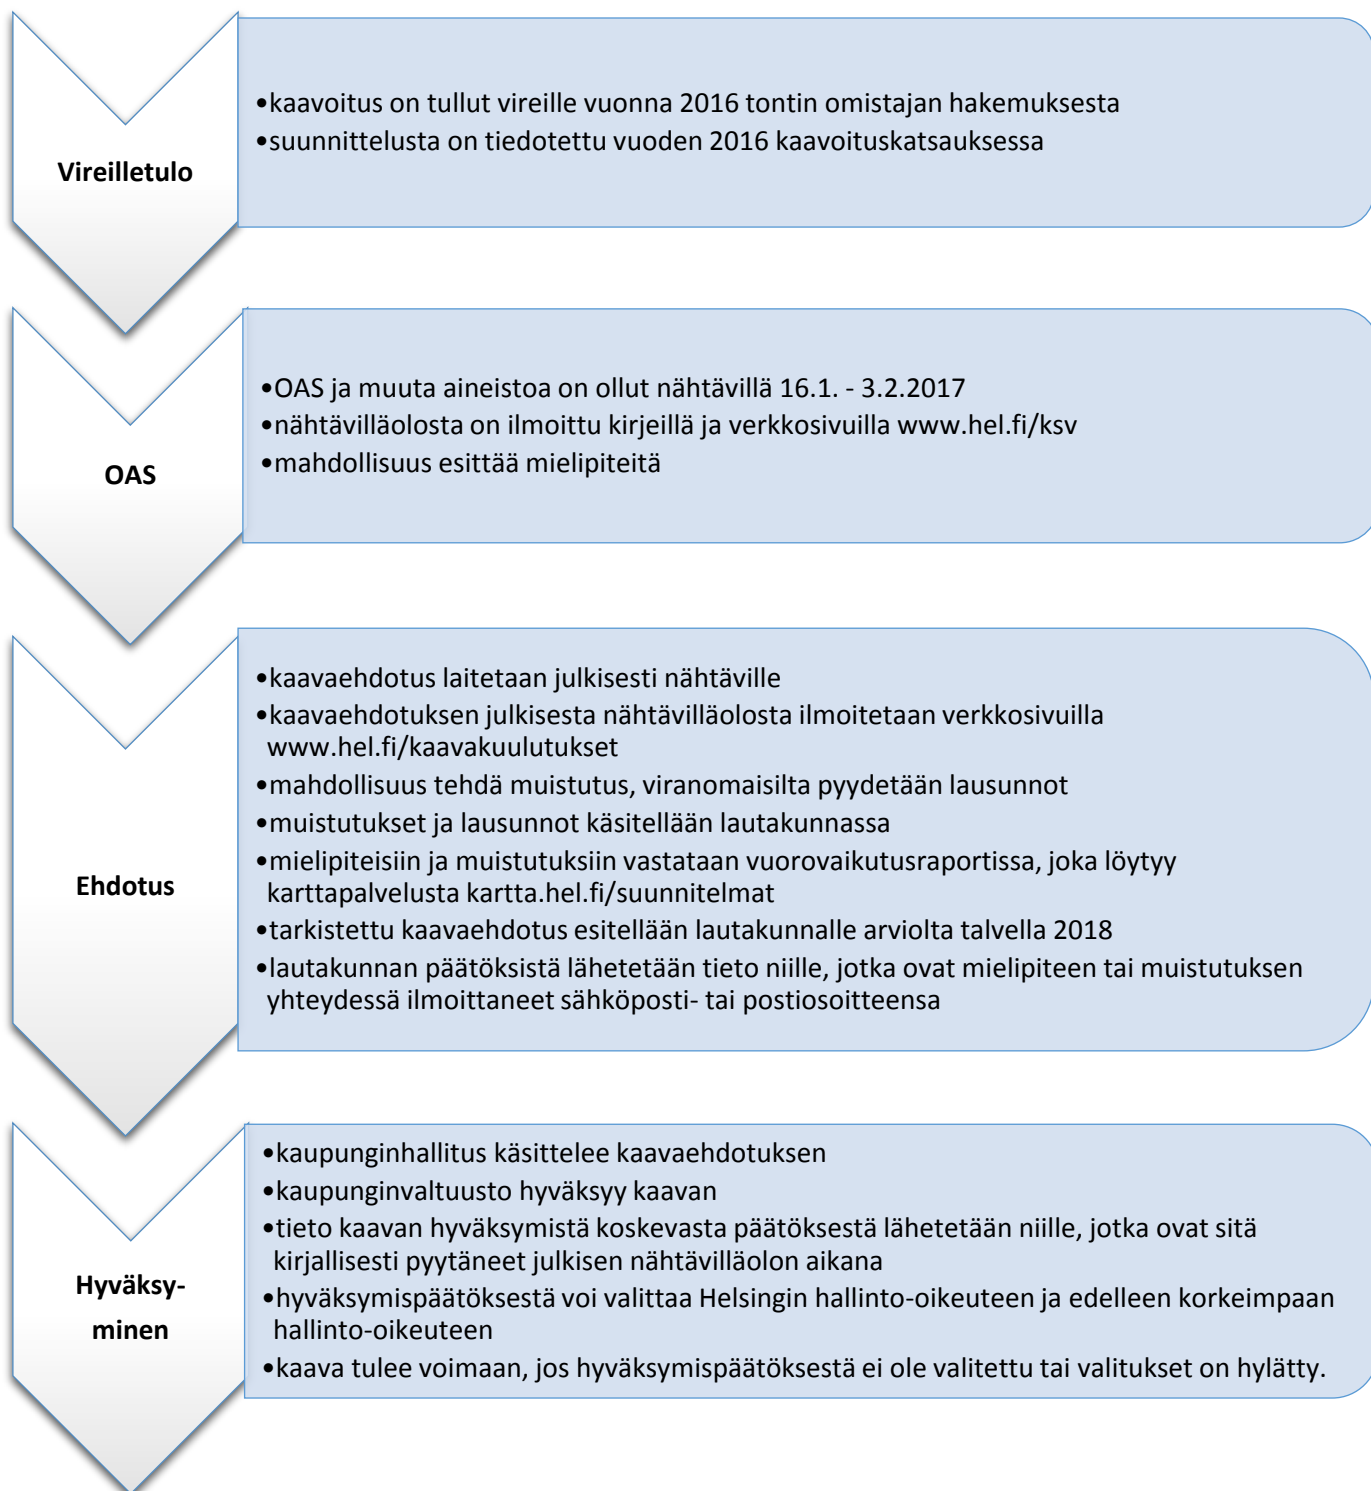 Vireilletulo
•kaavoitus on tullut vireille vuonna 2016 tontin omistajan hakemuksesta
•suunnittelusta on tiedotettu vuoden 2016 kaavoituskatsauksessa
OAS
•OAS ja muuta aineistoa on ollut nähtävillä 16.1. - 3.2.2017
•nähtävilläolosta on ilmoittu kirjeillä ja verkkosivuilla www.hel.fi/ksv
•mahdollisuus esittää mielipiteitä
Ehdotus
•kaavaehdotus laitetaan julkisesti nähtäville
•kaavaehdotuksen julkisesta nähtävilläolosta ilmoitetaan verkkosivuilla
www.hel.fi/kaavakuulutukset
•mahdollisuus tehdä muistutus, viranomaisilta pyydetään lausunnot
•muistutukset ja lausunnot käsitellään lautakunnassa
•mielipiteisiin ja muistutuksiin vastataan vuorovaikutusraportissa, joka löytyy
karttapalvelusta kartta.hel.fi/suunnitelmat
•tarkistettu kaavaehdotus esitellään lautakunnalle arviolta talvella 2018
•lautakunnan päätöksistä lähetetään tieto niille, jotka ovat mielipiteen tai muistutuksen
yhteydessä ilmoittaneet sähköposti- tai postiosoitteensa
Hyväksy-
minen
•kaupunginhallitus käsittelee kaavaehdotuksen
•kaupunginvaltuusto hyväksyy kaavan
•tieto kaavan hyväksymistä koskevasta päätöksestä lähetetään niille, jotka ovat sitä
kirjallisesti pyytäneet julkisen nähtävilläolon aikana
•hyväksymispäätöksestä voi valittaa Helsingin hallinto-oikeuteen ja edelleen korkeimpaan
hallinto-oikeuteen
•kaava tulee voimaan, jos hyväksymispäätöksestä ei ole valitettu tai valitukset on hylätty.